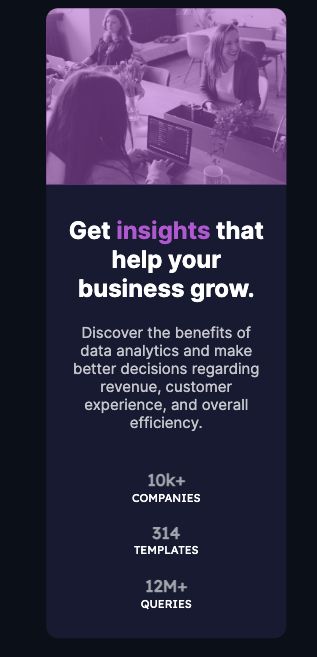 Get insights that
help your
business grow.
Discover the benefits of
data analytics and make
better decisions regarding
revenue, customer
experience, and overall
efficiency.
10k+
COMPANIES
314
TEMPLATES
12M+
QUERIES